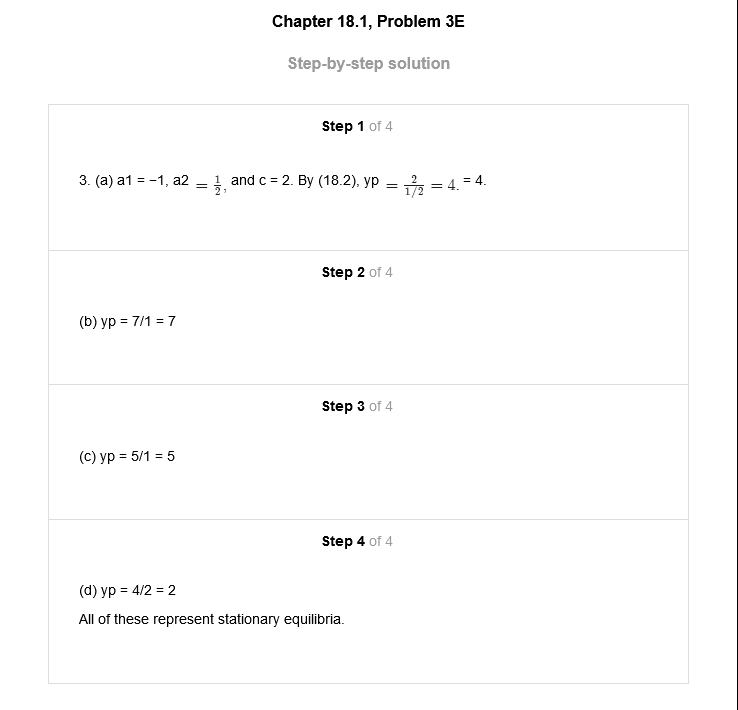 Chapter 18.1, Problem 3E
Step-by-step solution
Step 1 of 4
3. (a) a1 = −1, a2 = 1/2, and c = 2. By (18.2), yp = 2/1/2 = 4. = 4.
Step 2 of 4
(b) yp = 7/1 = 7
Step 3 of 4
(c) yp = 5/1 = 5
Step 4 of 4
(d) yp = 4/2 = 2
All of these represent stationary equilibria.